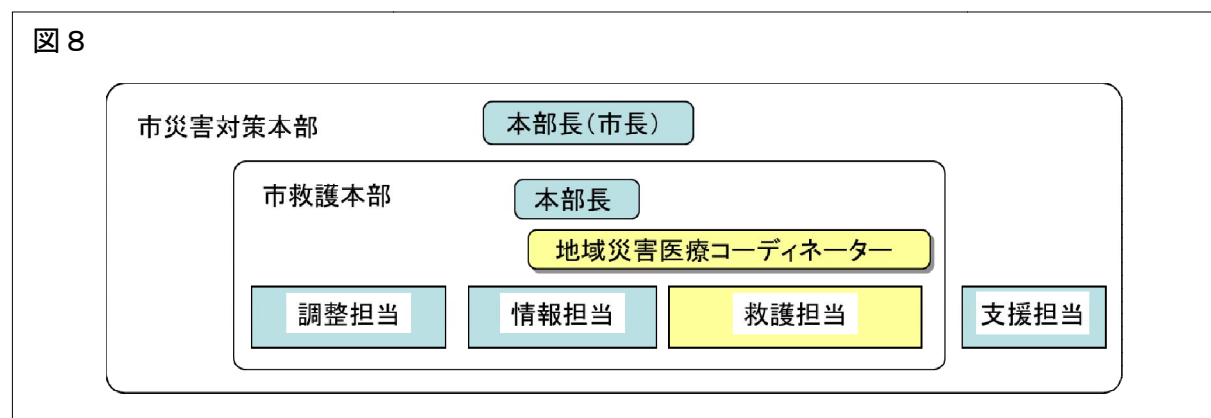 図8
市災害対策本部
本部長(市長)
市救護本部
本部長
地域災害医療コーディネーター
調整担当
情報担当
救護担当
支援担当